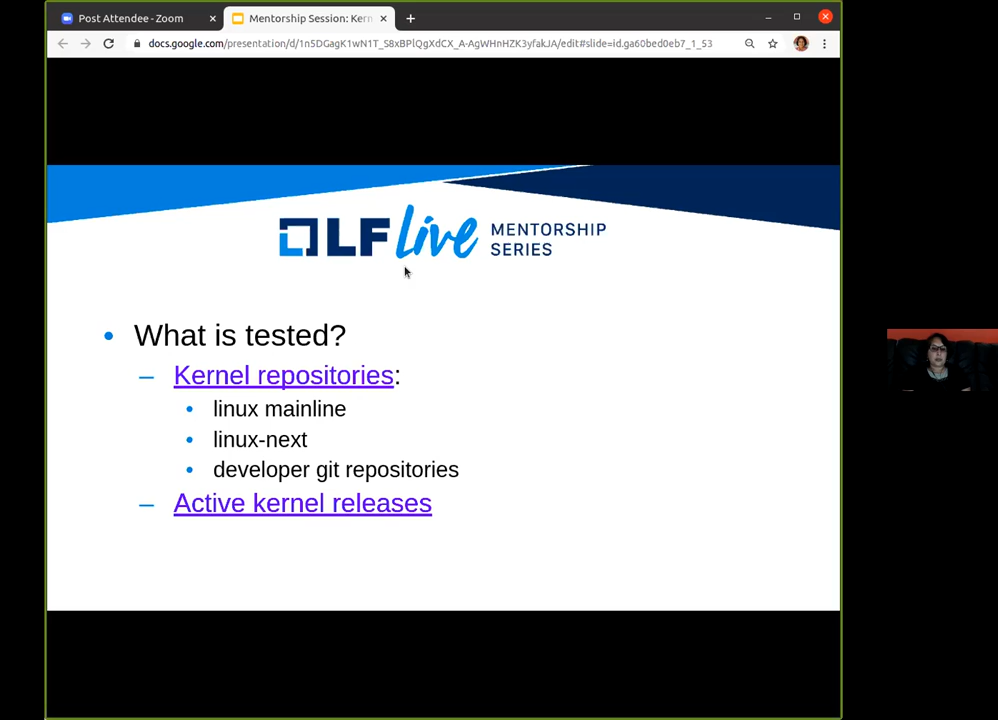 Post Attendee - Zoom
Mentorship Session: Kern
docs.google.com/presentation/d/1n5DGagK1wN1T_S8xBPlQgXdCX_A-AgWHnHZK3yfakJA/edit#slide=id.ga60bed0eb7_1_53
LF live MENTORSHIP
SERIES
• What is tested?
– Kernel repositories:
• linux mainline
• linux-next
• developer git repositories
– Active kernel releases